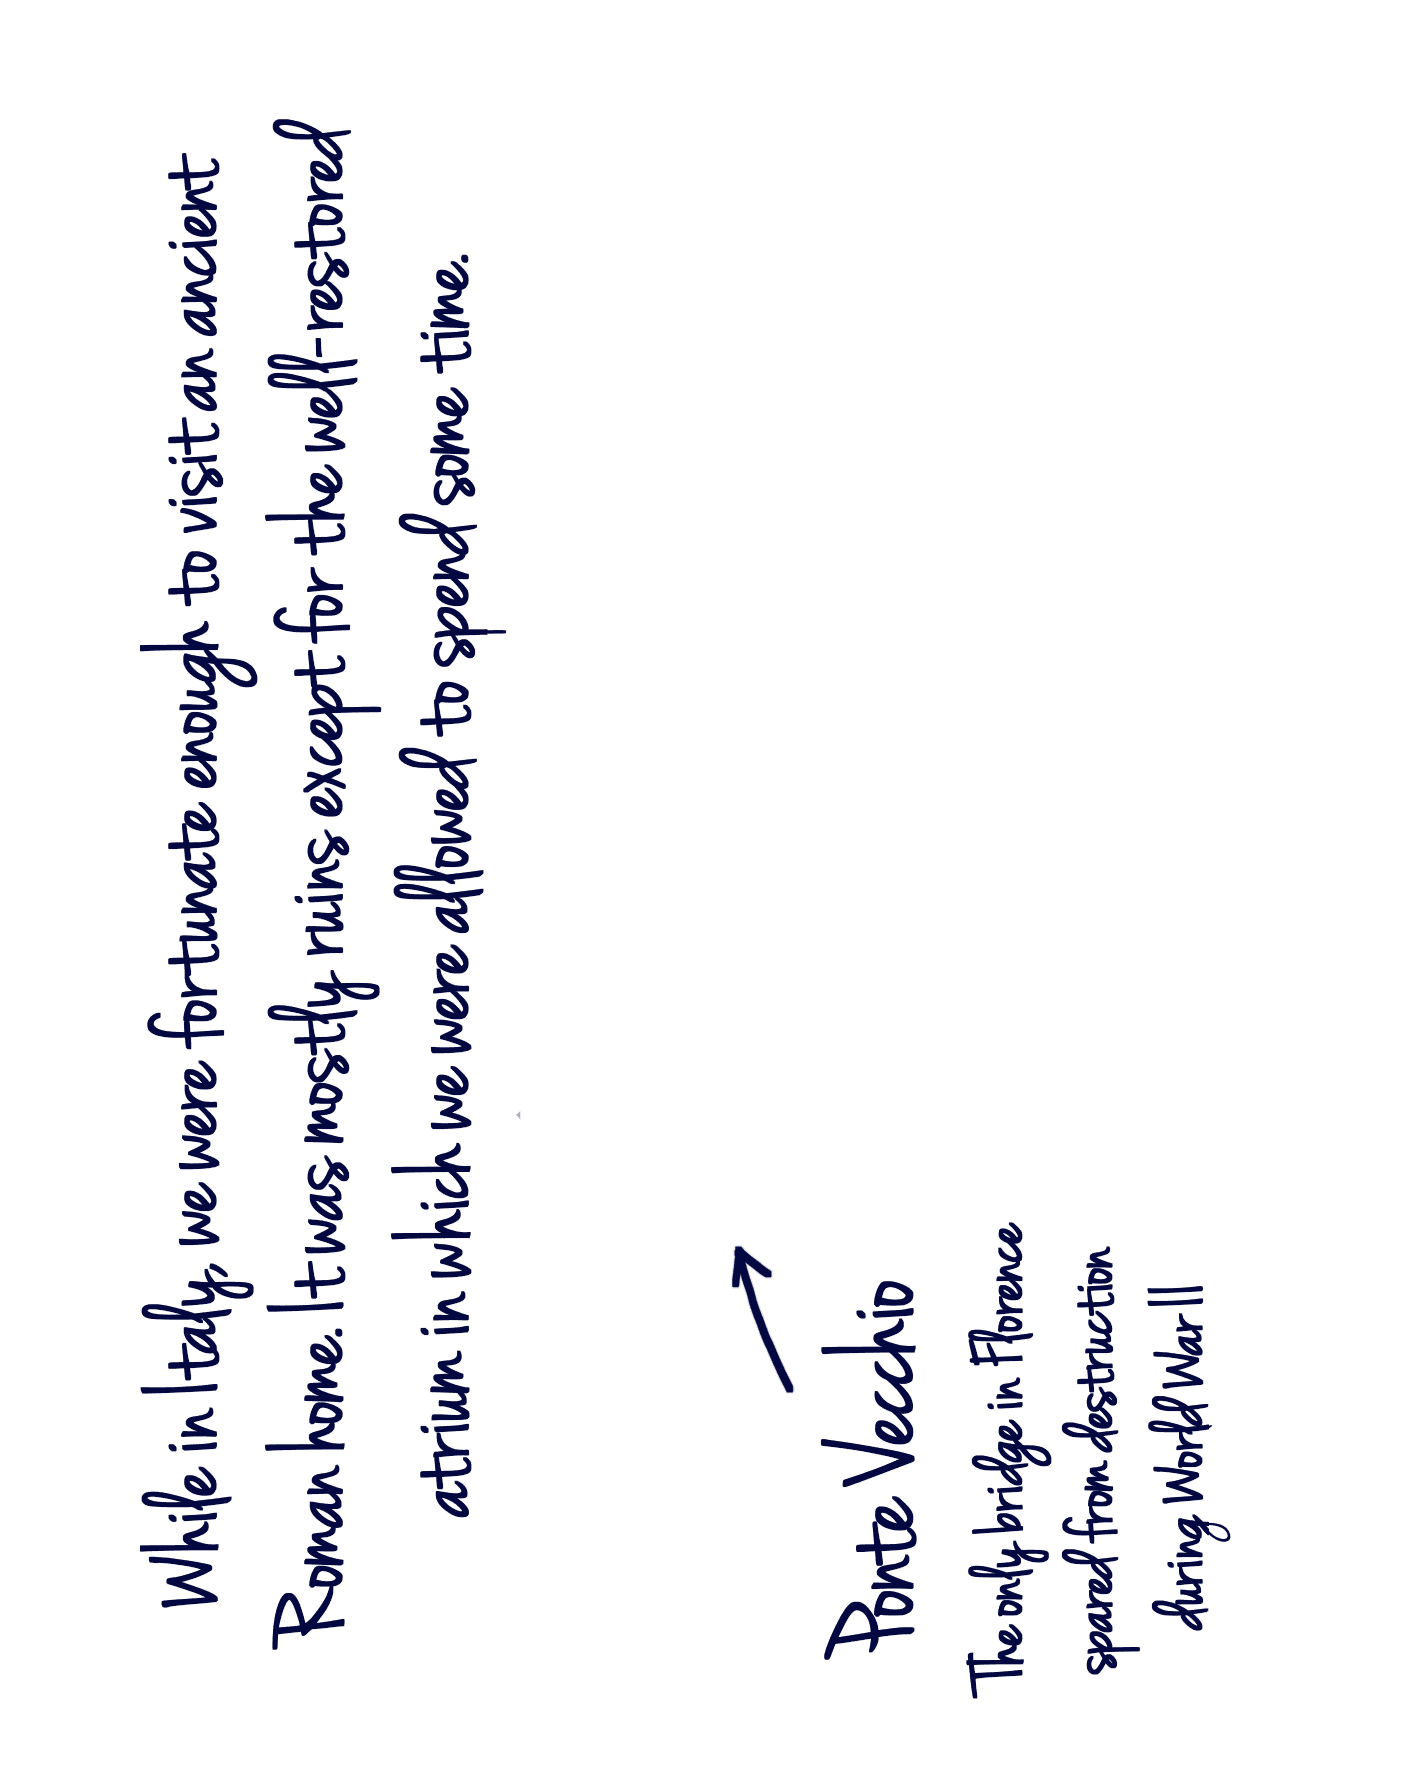 While in Italy, we were fortunate enough to visit an ancient
Roman home. It was mostly ruins except for the well-restored
atrium in which we were allowed to spend some time.
Ponte Vecchio
The only bridge in Florence
spared from destruction
during World War II